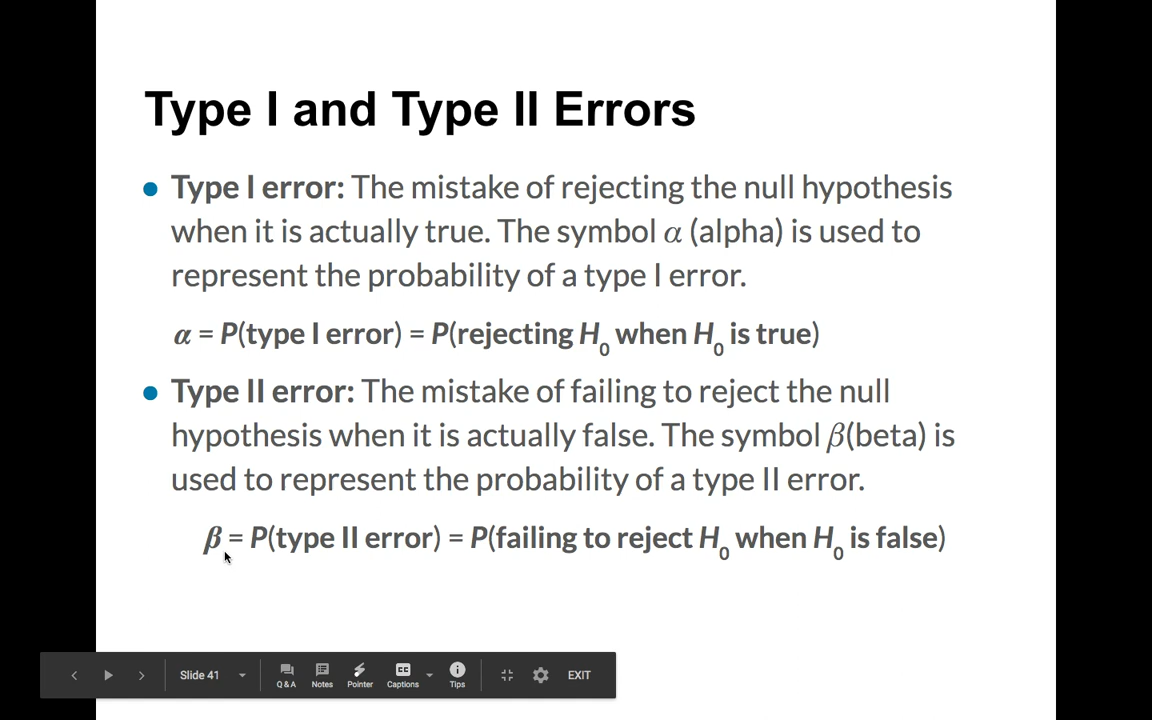 Type I and Type II Errors
● Type I error: The mistake of rejecting the null hypothesis
when it is actually true. The symbol α (alpha) is used to
represent the probability of a type I error.
α = P(type I error) = P(rejecting H₀ when H₀ is true)
● Type II error: The mistake of failing to reject the null
hypothesis when it is actually false. The symbol β(beta) is
used to represent the probability of a type II error.
β = P(type II error) = P(failing to reject H₀ when H₀ is false)
Slide 41 Q&A Notes Pointer CC Captions Tips EXIT